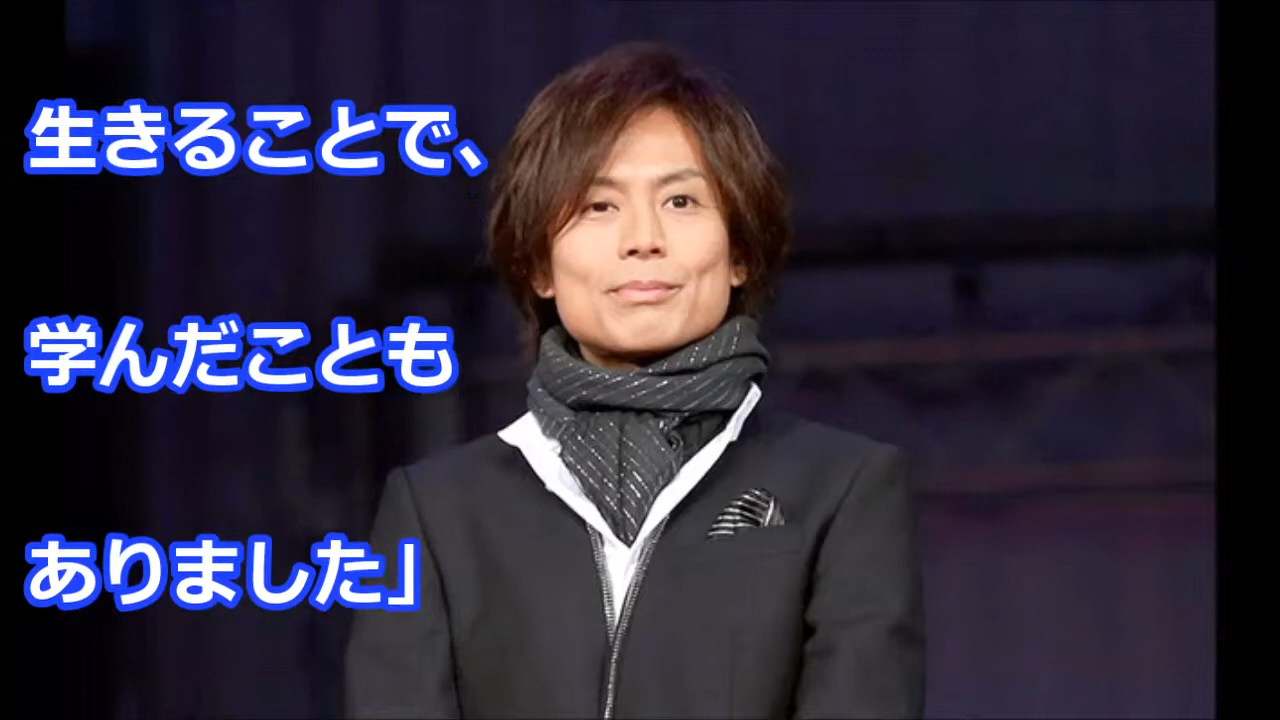 生きることで、
学んだことも
ありました」